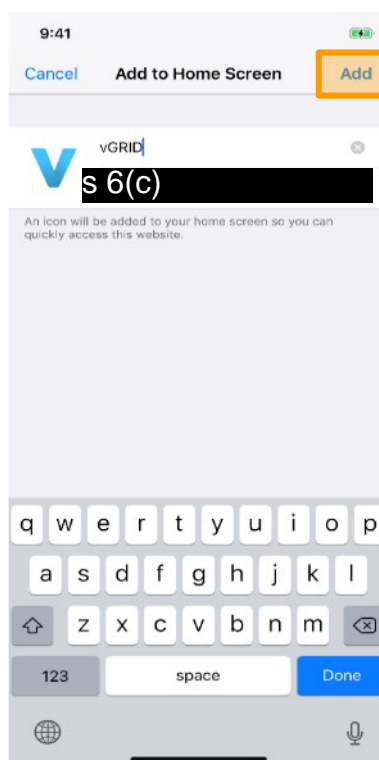 9:41
Cancel Add to Home Screen Add
vGRID
s 6(c)
An icon will be added to your home screen so you can
quickly access this website.
q w e r t y u i o p
a s d f g h j k l
z x c v b n m
123 space Done